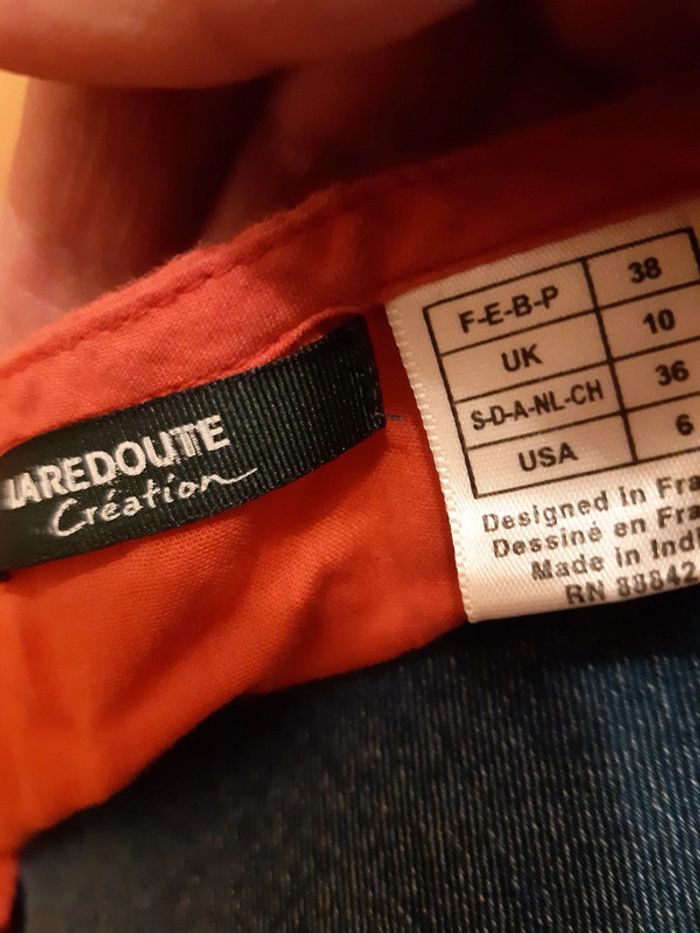 LAREDOUTE
Création
F-E-B-P 38
UK 10
S-D-A-NL-CH 36
USA 6
Designed in Fra
Dessiné en Fra
Made in Indi
RN 88842